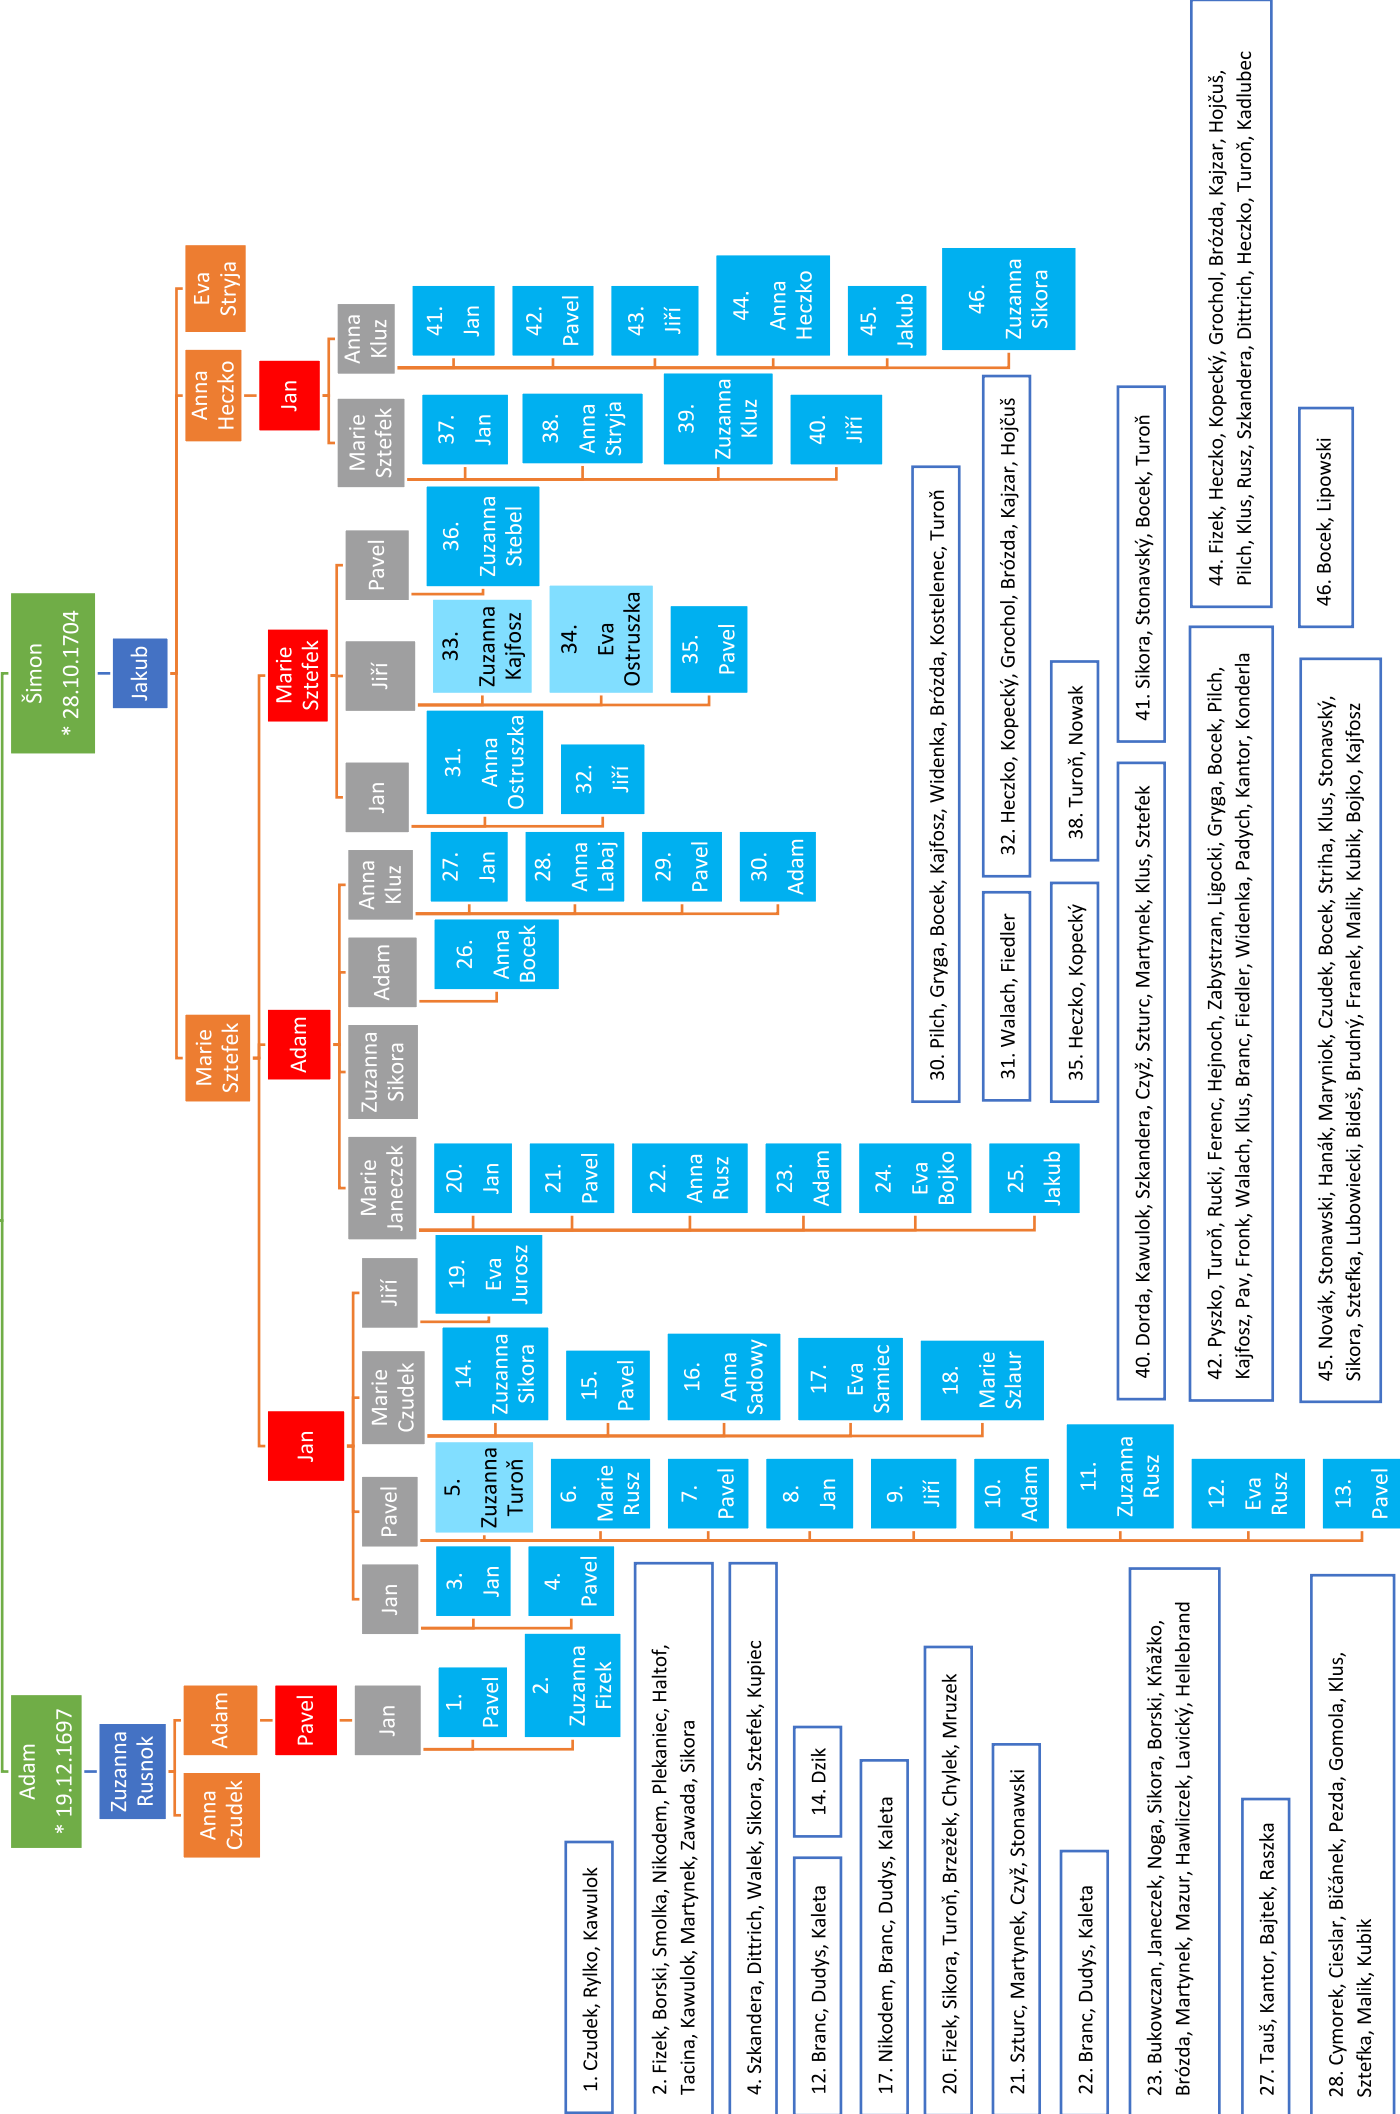 Adam
* 19.12.1697
Šimon
* 28.10.1704
Zuzanna
Rusnok
Jakub
Anna
Czudek
Adam
Marie
Sztefek
Anna
Heczko
Eva
Stryja
Pavel
Jan
Adam
Marie
Sztefek
Jan
Jan
Jan
Pavel
Marie
Czudek
Jiří
Marie
Janeczek
Zuzanna
Sikora
Adam
Anna
Kluz
Jan
Jiří
Pavel
Marie
Sztefek
Anna
Kluz
1.
Pavel
2.
Zuzanna
Fizek
3.
Jan
4.
Pavel
5.
Zuzanna
Turoň
6.
Marie
Rusz
7.
Pavel
8.
Jan
9.
Jiří
10.
Adam
11.
Zuzanna
Rusz
12.
Eva
Rusz
13.
Pavel
14.
Zuzanna
Sikora
15.
Pavel
16.
Anna
Sadowy
17.
Eva
Samiec
18.
Marie
Szlaur
19.
Eva
Jurosz
20.
Jan
21.
Pavel
22.
Anna
Rusz
23.
Adam
24.
Eva
Bojko
25.
Jakub
26.
Anna
Bocek
27.
Jan
28.
Anna
Labaj
29.
Pavel
30.
Adam
31.
Anna
Ostruszka
32.
Jiří
33.
Zuzanna
Kajfosz
34.
Eva
Ostruszka
35.
Pavel
36.
Zuzanna
Stebel
37.
Jan
38.
Anna
Stryja
39.
Zuzanna
Kluz
40.
Jiří
41.
Jan
42.
Pavel
43.
Jiří
44.
Anna
Heczko
45.
Jakub
46.
Zuzanna
Sikora
1. Czudek, Rylko, Kawulok
2. Fizek, Borski, Smolka, Nikodem, Plekaniec, Haltof,
Tacina, Kawulok, Martynek, Zawada, Sikora
4. Szkandera, Dittrich, Walek, Sikora, Sztefek, Kupiec
12. Branc, Dudys, Kaleta
14. Dzik
17. Nikodem, Branc, Dudys, Kaleta
20. Fizek, Sikora, Turoň, Brzežek, Chylek, Mruzek
21. Szturc, Martynek, Czyž, Stonawski
22. Branc, Dudys, Kaleta
23. Bukowczan, Janeczek, Noga, Sikora, Borski, Kňažko,
Brózda, Martynek, Mazur, Hawliczek, Lavický, Hellebrand
27. Tauš, Kantor, Bajtek, Raszka
28. Cymorek, Cieslar, Bičánek, Pezda, Gomola, Klus,
Sztefka, Malik, Kubik
30. Pilch, Gryga, Bocek, Kajfosz, Widenka, Brózda, Kostelenec, Turoň
31. Walach, Fiedler
32. Heczko, Kopecký, Grochol, Brózda, Kajzar, Hojčuš
35. Heczko, Kopecký
38. Turoň, Nowak
40. Dorda, Kawulok, Szkandera, Czyž, Szturc, Martynek, Klus, Sztefek
41. Sikora, Stonavský, Bocek, Turoň
42. Pyszko, Turoň, Rucki, Ferenc, Hejnoch, Zabystrzan, Ligocki, Gryga, Bocek, Pilch,
Kajfosz, Pav, Fronk, Walach, Klus, Branc, Fiedler, Widenka, Padych, Kantor, Konderla
44. Fizek, Heczko, Kopecký, Grochol, Brózda, Kajzar, Hojčuš,
Pilch, Klus, Rusz, Szkandera, Dittrich, Heczko, Turoň, Kadlubec
45. Novák, Stonawski, Hanák, Maryniok, Czudek, Bocek, Striha, Klus, Stonavský,
Sikora, Sztefka, Lubowiecki, Bideš, Brudný, Franek, Malik, Kubik, Bojko, Kajfosz
46. Bocek, Lipowski